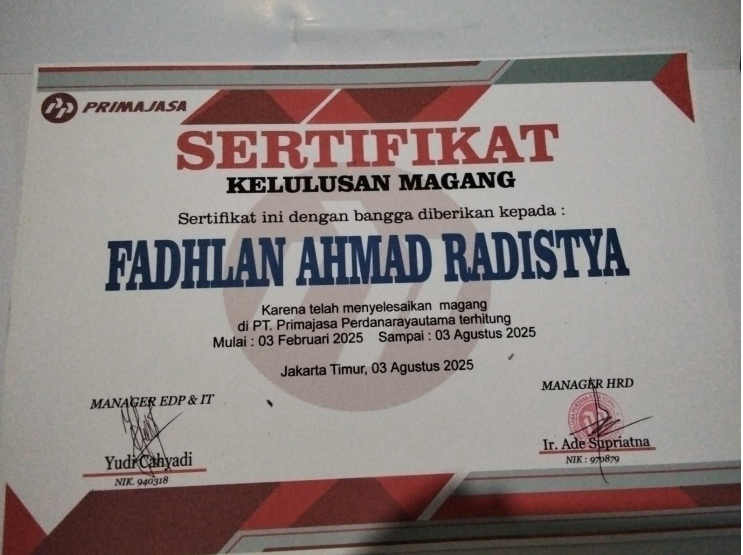 PRIMAJASA
SERTIFIKAT
KELULUSAN MAGANG
Sertifikat ini dengan bangga diberikan kepada :
FADHLAN AHMAD RADISTYA
Karena telah menyelesaikan magang
di PT. Primajasa Perdanarayautama terhitung
Mulai : 03 Februari 2025 Sampai : 03 Agustus 2025
Jakarta Timur, 03 Agustus 2025
MANAGER EDP & IT
Yudi Cahyadi
NIK. 940318
MANAGER HRD
Ir. Ade Supriatna
NIK : 970879